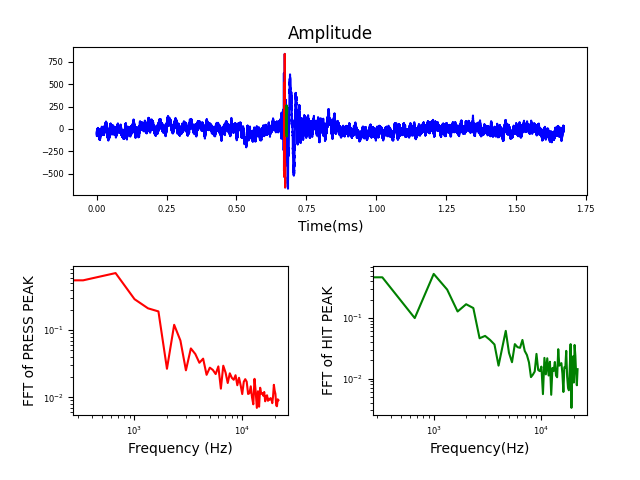 Amplitude
750
500
250
0
−250
−500
0.00 0.25 0.50 0.75 1.00 1.25 1.50 1.75
Time(ms)
FFT of PRESS PEAK
10⁻¹
10⁻²
10³ 10⁴
Frequency (Hz)
FFT of HIT PEAK
10⁻¹
10⁻²
10³ 10⁴
Frequency(Hz)